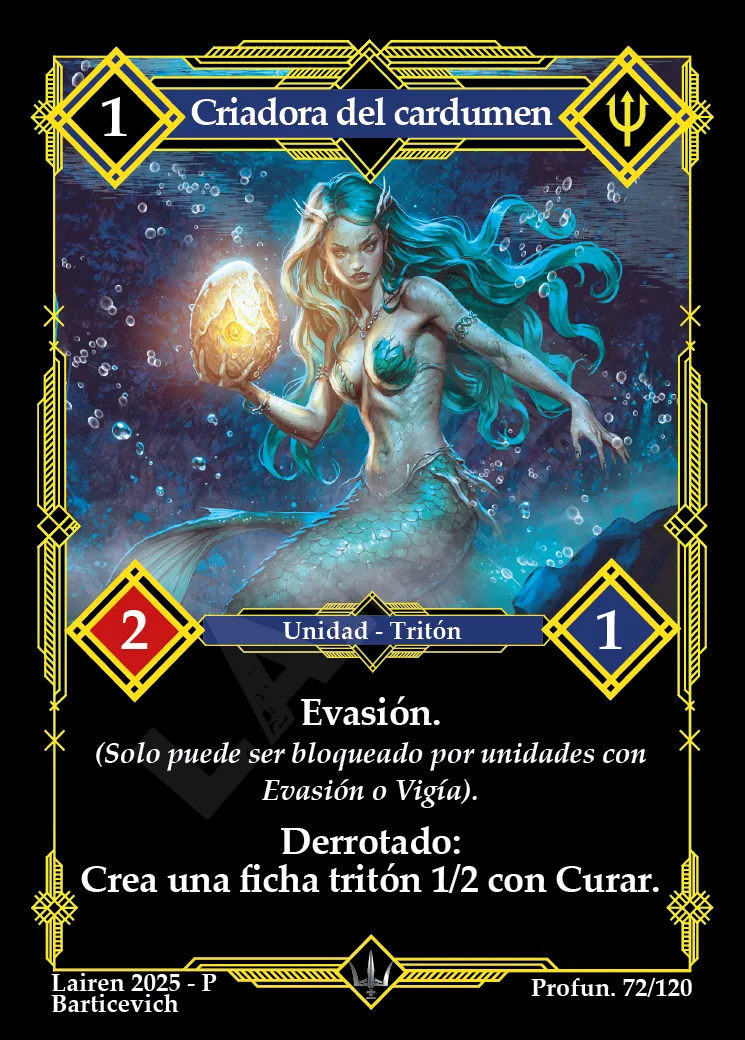 1
Criadora del cardumen
2
Unidad - Tritón
1
Evasión.
(Solo puede ser bloqueado por unidades con
Evasión o Vigía).
Derrotado:
Crea una ficha tritón 1/2 con Curar.
Lairen 2025 - P
Barticevich
Profun. 72/120